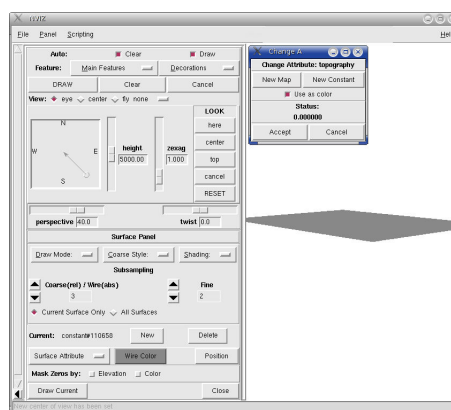 nviz
File Panel Scripting Hel
Auto: Clear Draw
Feature: Main Features Decorations
DRAW Clear Cancel
View: eye center fly none
LOOK
here
center
top
cancel
RESET
N
W E
S
height
5000.00
zexag
1.000
perspective 40.0 twist 0.0
Surface Panel
Draw Mode: Coarse Style: Shading:
Subsampling
Coarse(rel) / Wire(abs) Fine
3 2
Current Surface Only All Surfaces
Current: constant#110658 New Delete
Surface Attribute Wire Color Position
Mask Zeros by: Elevation Color
Draw Current Close
New center of view has been set
Change A
Change Attribute: topography
New Map New Constant
Use as color
Status:
0.000000
Accept Cancel